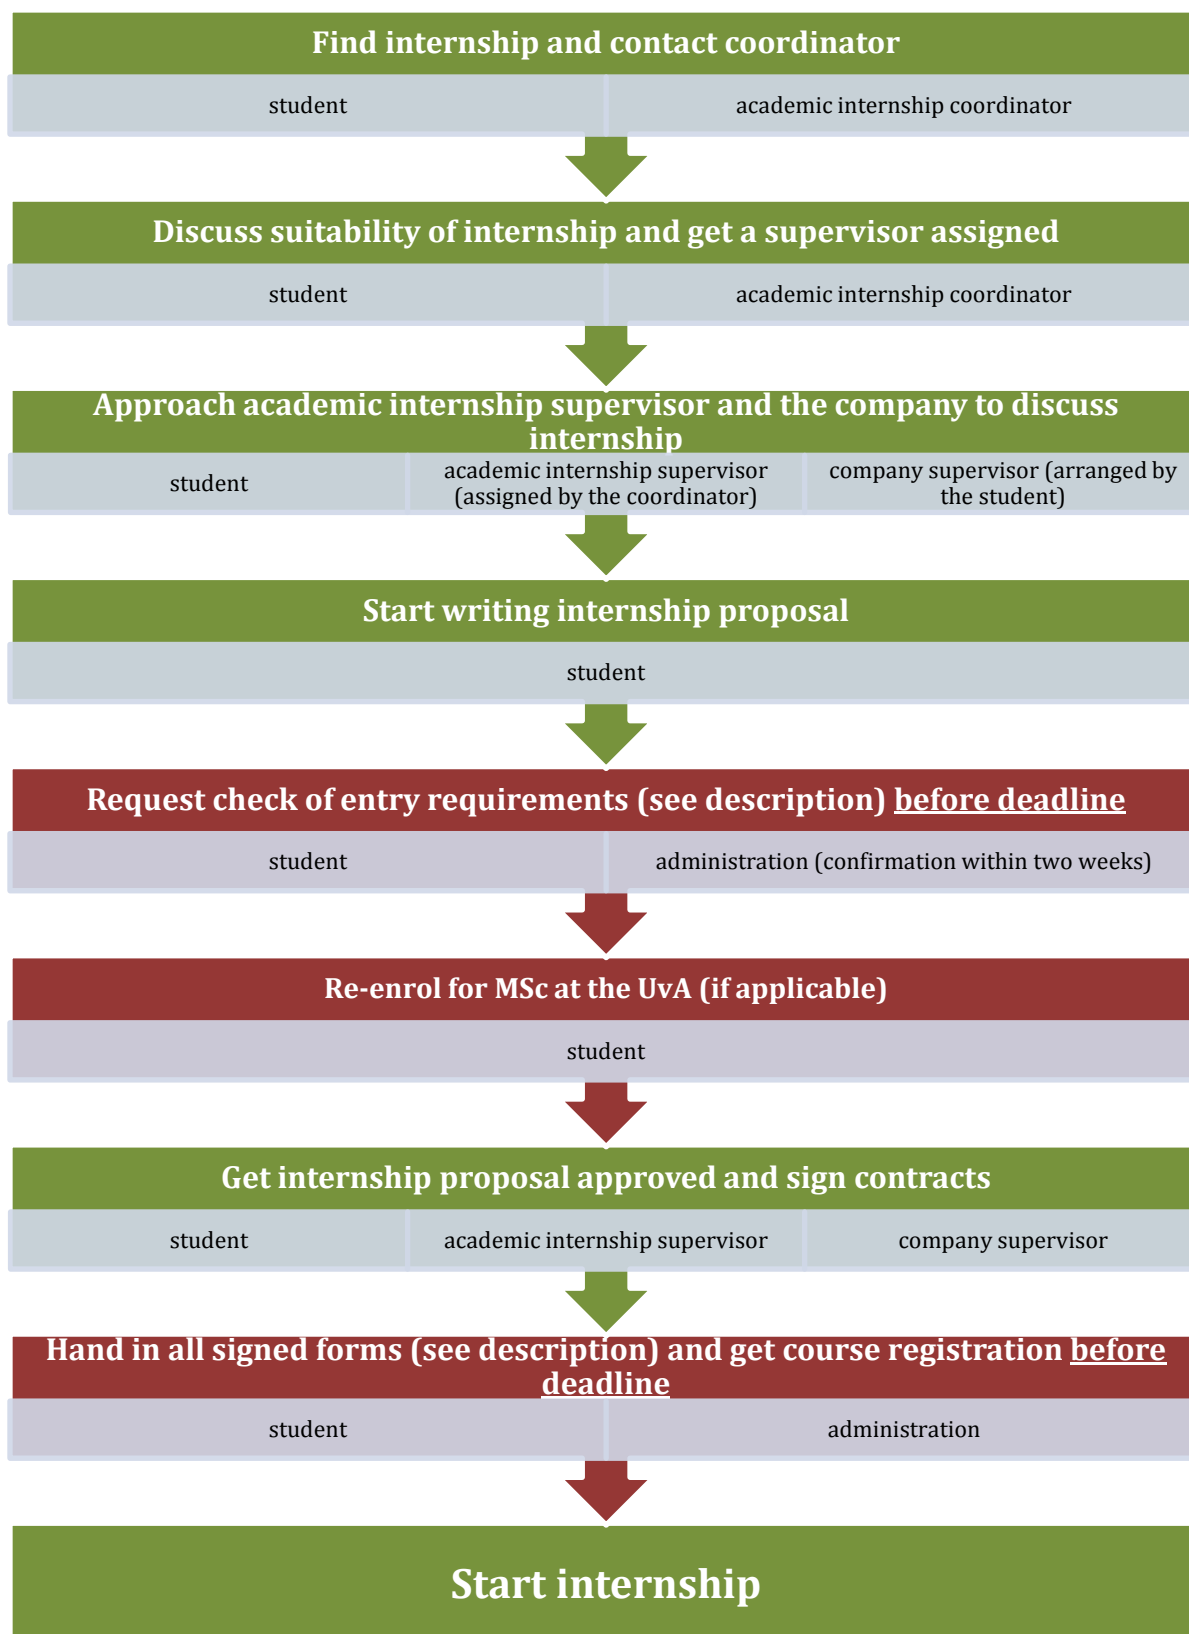 Find internship and contact coordinator
student
academic internship coordinator
Discuss suitability of internship and get a supervisor assigned
student
academic internship coordinator
Approach academic internship supervisor and the company to discuss
internship
student
academic internship supervisor
(assigned by the coordinator)
company supervisor (arranged by
the student)
Start writing internship proposal
student
Request check of entry requirements (see description) before deadline
student
administration (confirmation within two weeks)
Re-enrol for MSc at the UvA (if applicable)
student
Get internship proposal approved and sign contracts
student
academic internship supervisor
company supervisor
Hand in all signed forms (see description) and get course registration before
deadline
student
administration
Start internship